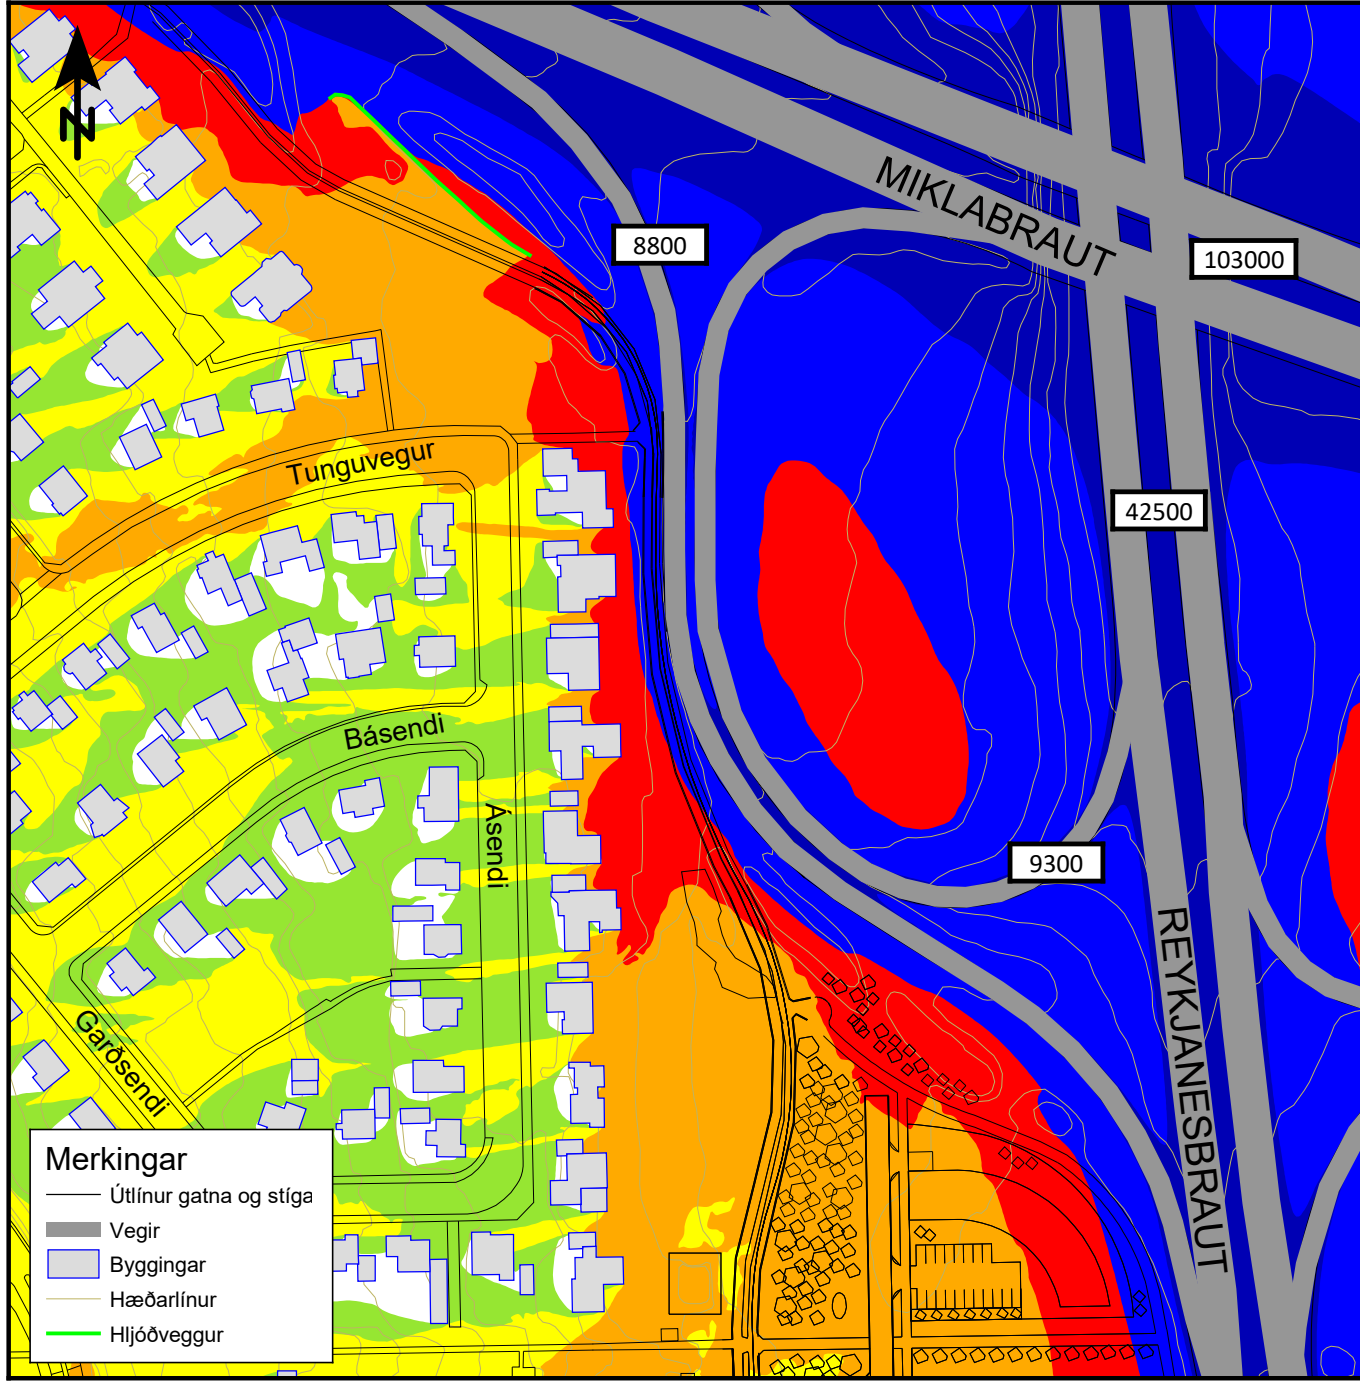 N
MIKLABRAUT
8800
103000
Tunguvegur
42500
Básendi
Ásendi
9300
REYKJANESBRAUT
Garðsendi
Merkingar
Útlínur gatna og stíga
Vegir
Byggingar
Hæðarlínur
Hljóðveggur